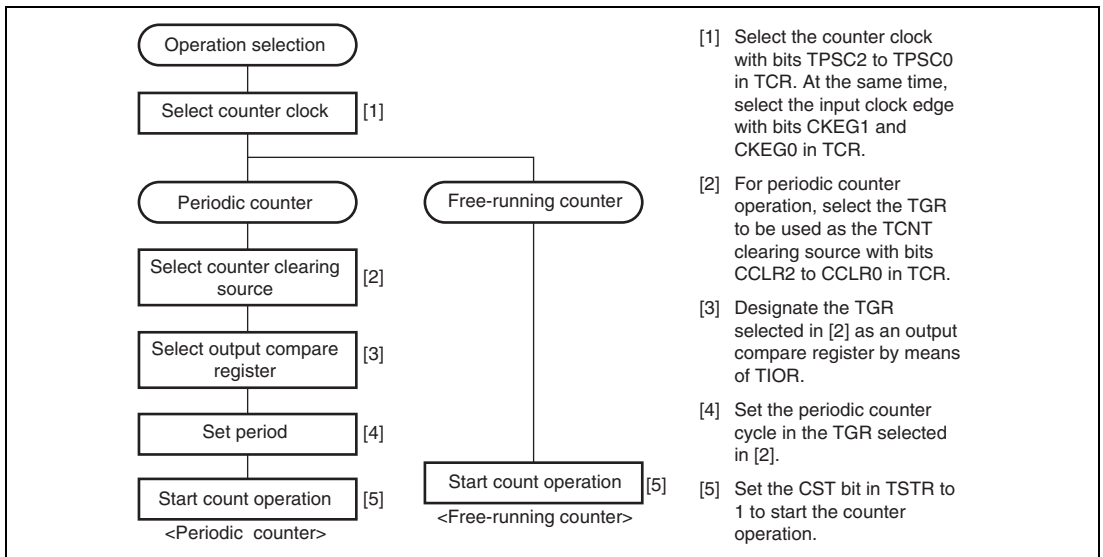 Operation selection
Select counter clock
[1]
Periodic counter
Free-running counter
Select counter clearing
source
[2]
Select output compare
register
[3]
Set period
[4]
Start count operation
[5]
<Periodic counter>
Start count operation
[5]
<Free-running counter>
[1] Select the counter clock
with bits TPSC2 to TPSC0
in TCR. At the same time,
select the input clock edge
with bits CKEG1 and
CKEG0 in TCR.
[2] For periodic counter
operation, select the TGR
to be used as the TCNT
clearing source with bits
CCLR2 to CCLR0 in TCR.
[3] Designate the TGR
selected in [2] as an output
compare register by means
of TIOR.
[4] Set the periodic counter
cycle in the TGR selected
in [2].
[5] Set the CST bit in TSTR to
1 to start the counter
operation.